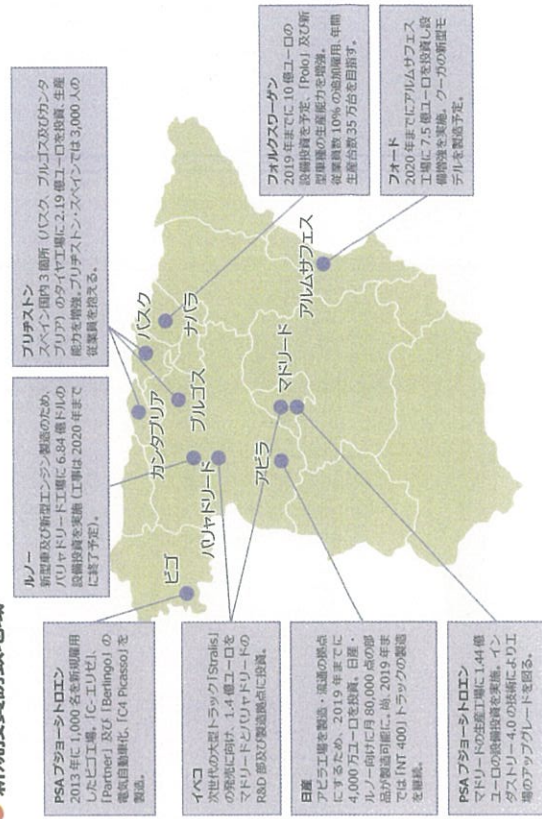 PSAプジョーシトロエン
2013年に1,000名を新規雇用
したビゴ工場。「C-エリゼ」、
「Partner」及び「Berlingo」の
電気自動車化、「C4 Picasso」を
製造。
ルノー
新型車及び新型エンジン製造のため、
バリャドリード工場に6.84億ドルの
設備投資を実施（工事は2020年まで
に終了予定）。
ブリヂストン
スペイン国内3箇所（バスク、ブルゴス及びカンタ
ブリア）のタイヤ工場に2.19億ユーロを投資、生産
能力を増強。ブリヂストン・スペインでは3,000人の
従業員を抱える。
イベコ
次世代の大型トラック「Stralis」
の発売に向け、1.4億ユーロを
マドリードとバリャドリードの
R&D部及び製造拠点に投資。
日産
アビラ工場を製造・流通の拠点
にするため、2019年までに
4,000万ユーロを投資。日産・
ルノー向けに月80,000点の部
品が製造可能に。尚、2019年ま
では「NT 400」トラックの製造
を継続。
PSAプジョーシトロエン
マドリードの生産工場に1.44億
ユーロの設備投資を実施。イン
ダストリー4.0の技術により工
場のアップグレードを図る。
フォルクスワーゲン
2019年までに10億ユーロの
設備投資を予定、「Polo」及び新
型車種の生産能力を増強。
従業員数10％の追加雇用、年間
生産台数35万台を目指す。
フォード
2020年までにアルムサフェス
工場に7.5億ユーロを投資し設
備増強を実施。クーガの新型モ
デルを製造予定。
ビゴ
カンタブリア
バスク
ナバラ
ブルゴス
バリャドリード
アビラ
マドリード
アルムサフェス